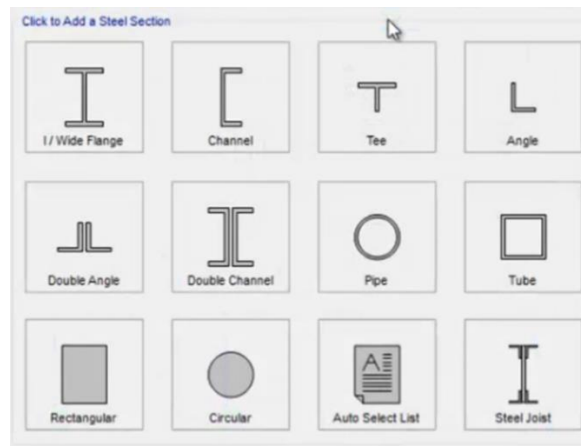 Click to Add a Steel Section
I / Wide Flange
Channel
Tee
Angle
Double Angle
Double Channel
Pipe
Tube
Rectangular
Circular
A
Auto Select List
Steel Joist